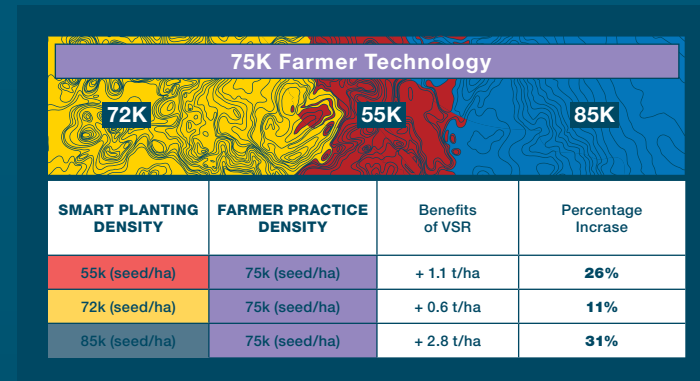 75K Farmer Technology
72K 55K 85K
SMART PLANTING DENSITY FARMER PRACTICE DENSITY Benefits of VSR Percentage Incrase
55k (seed/ha) 75k (seed/ha) + 1.1 t/ha 26%
72k (seed/ha) 75k (seed/ha) + 0.6 t/ha 11%
85k (seed/ha) 75k (seed/ha) + 2.8 t/ha 31%